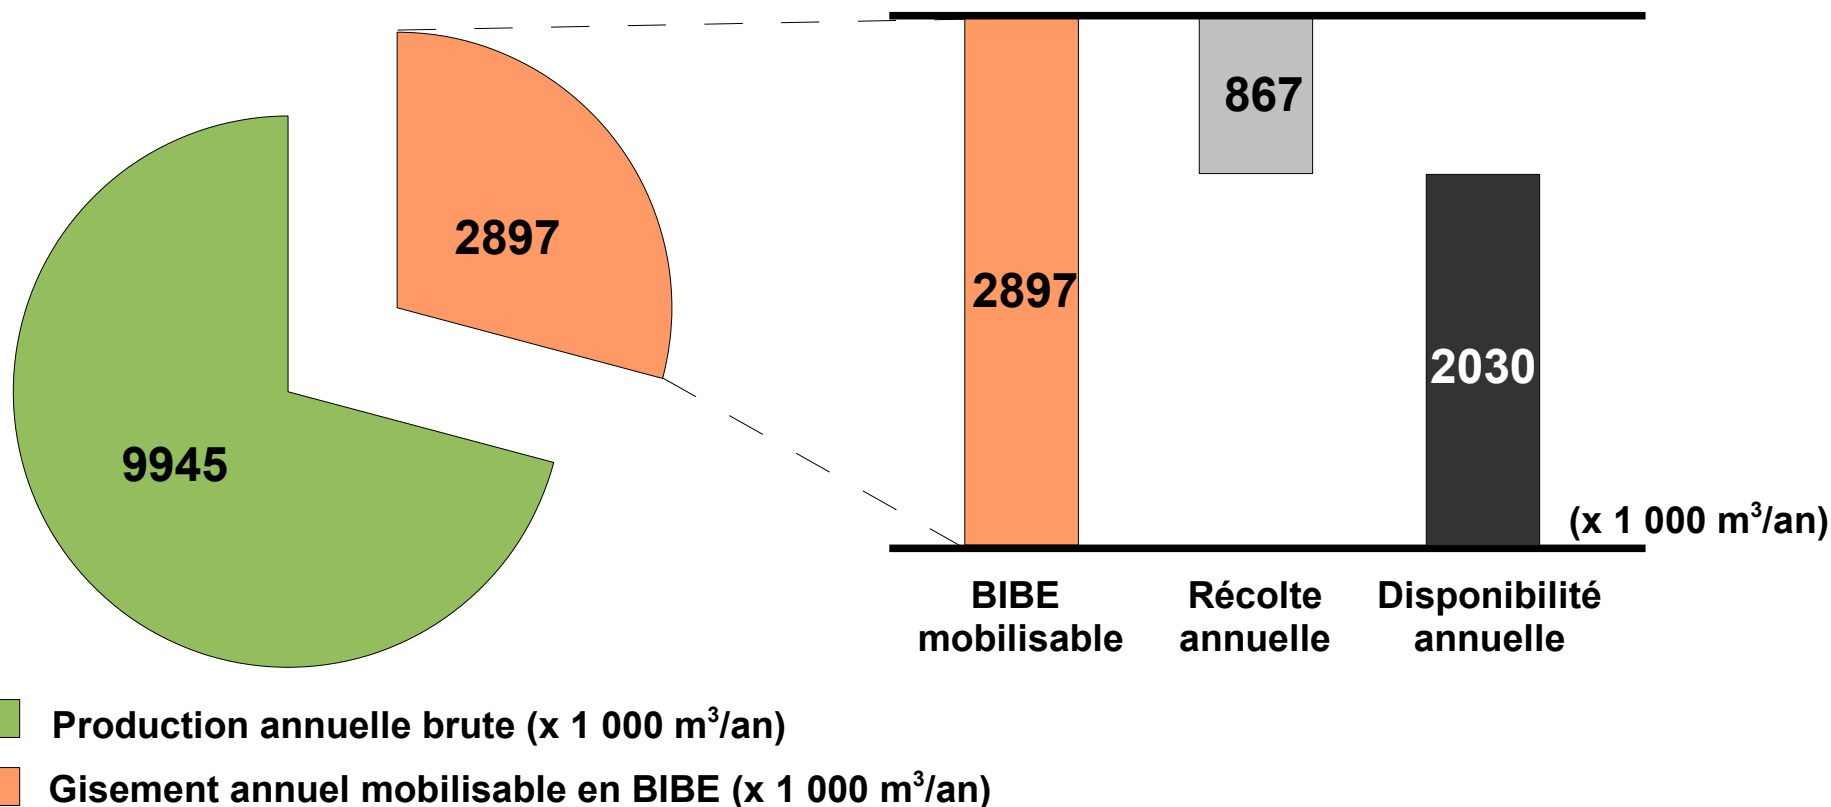 2897
9945
2897
867
2030
(x 1 000 m³/an)
BIBE
mobilisable
Récolte
annuelle
Disponibilité
annuelle
Production annuelle brute (x 1 000 m³/an)
Gisement annuel mobilisable en BIBE (x 1 000 m³/an)